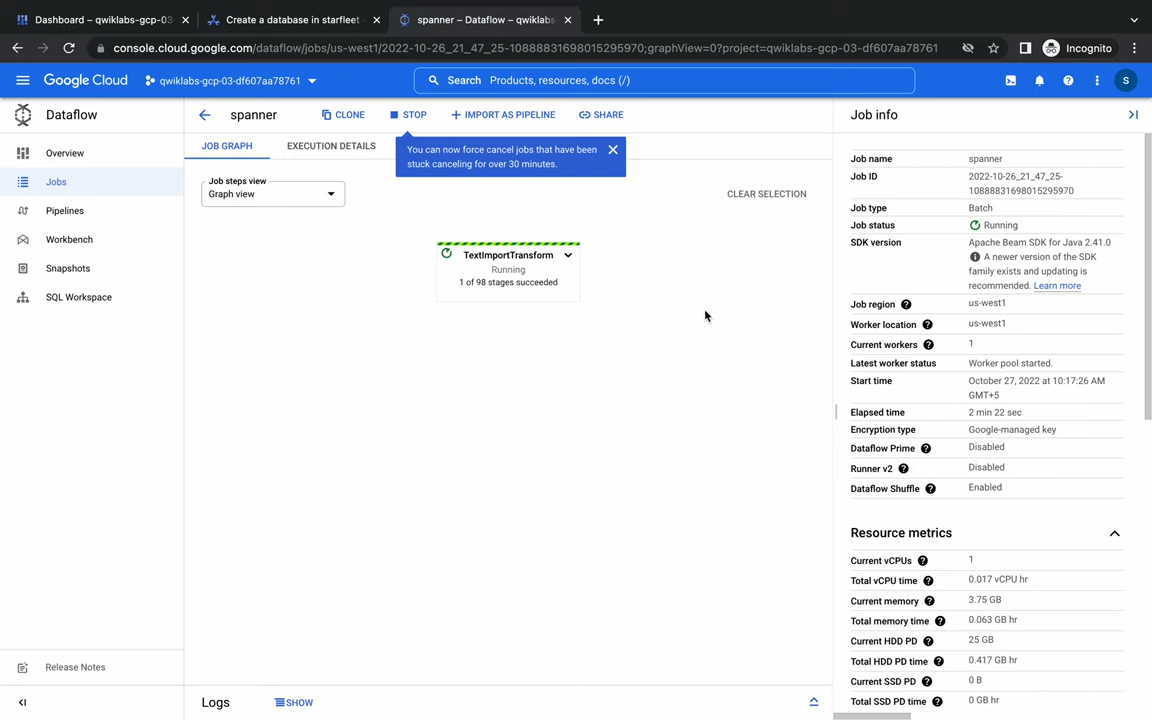 Dashboard – qwiklabs-gcp-03
Create a database in starfleet
spanner – Dataflow – qwiklabs
console.cloud.google.com/dataflow/jobs/us-west1/2022-10-26_21_47_25-10888831698015295970;graphView=0?project=qwiklabs-gcp-03-df607aa78761
Incognito
Google Cloud
qwiklabs-gcp-03-df607aa78761
Search Products, resources, docs (/)
S
Dataflow
spanner
CLONE
STOP
IMPORT AS PIPELINE
SHARE
Job info
Overview
Jobs
Pipelines
Workbench
Snapshots
SQL Workspace
Release Notes
JOB GRAPH
EXECUTION DETAILS
You can now force cancel jobs that have been
stuck canceling for over 30 minutes.
Job steps view
Graph view
CLEAR SELECTION
TextImportTransform
Running
1 of 98 stages succeeded
Logs
SHOW
Job name spanner
Job ID 2022-10-26_21_47_25-
10888831698015295970
Job type Batch
Job status Running
SDK version Apache Beam SDK for Java 2.41.0
A newer version of the SDK
family exists and updating is
recommended. Learn more
Job region us-west1
Worker location us-west1
Current workers 1
Latest worker status Worker pool started.
Start time October 27, 2022 at 10:17:26 AM
GMT+5
Elapsed time 2 min 22 sec
Encryption type Google-managed key
Dataflow Prime Disabled
Runner v2 Disabled
Dataflow Shuffle Enabled
Resource metrics
Current vCPUs 1
Total vCPU time 0.017 vCPU hr
Current memory 3.75 GB
Total memory time 0.063 GB hr
Current HDD PD 25 GB
Total HDD PD time 0.417 GB hr
Current SSD PD 0 B
Total SSD PD time 0 GB hr